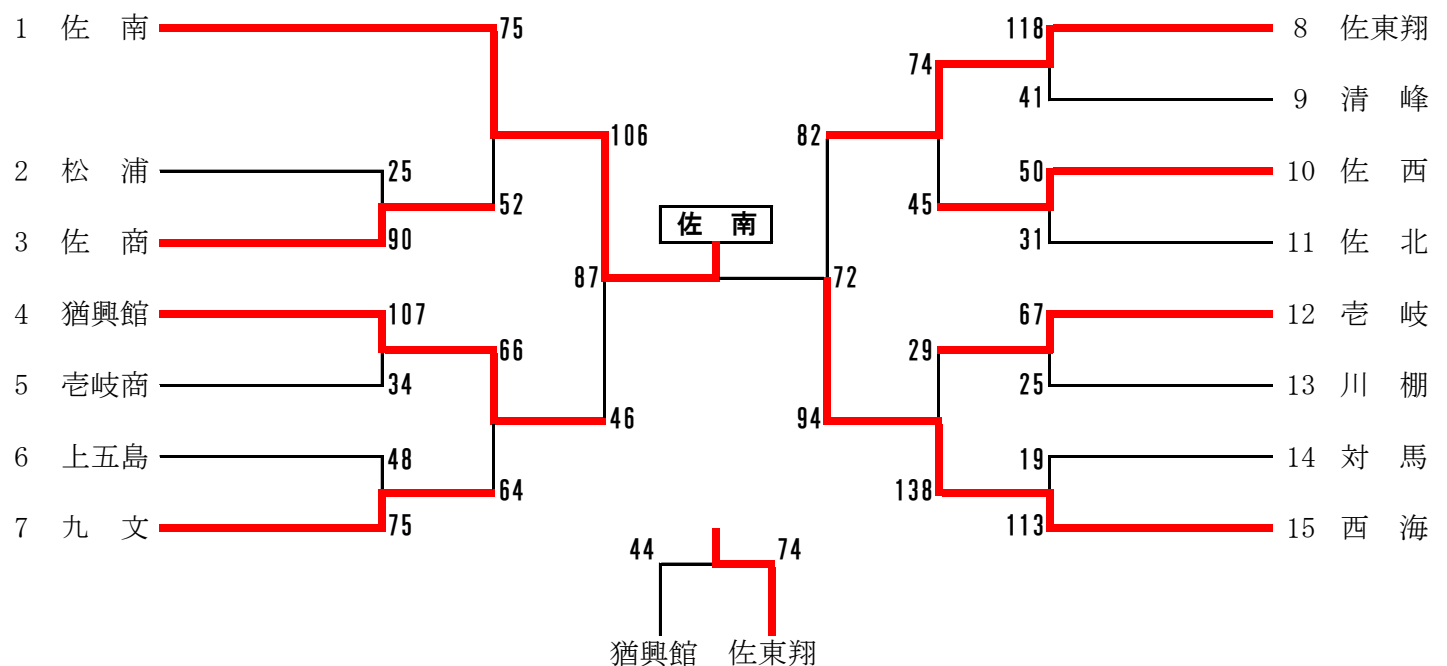 1 佐 南 75 118 8 佐東翔
74
41 9 清 峰
106 82
2 松 浦 25 50 10 佐 西
52 45
佐 南
3 佐 商 90 31 11 佐 北
87 72
4 猶興館 107 67 12 壱 岐
66 29
5 壱岐商 34 25 13 川 棚
46 94
6 上五島 48 19 14 対 馬
64 138
7 九 文 75 113 15 西 海
44 74
猶興館 佐東翔